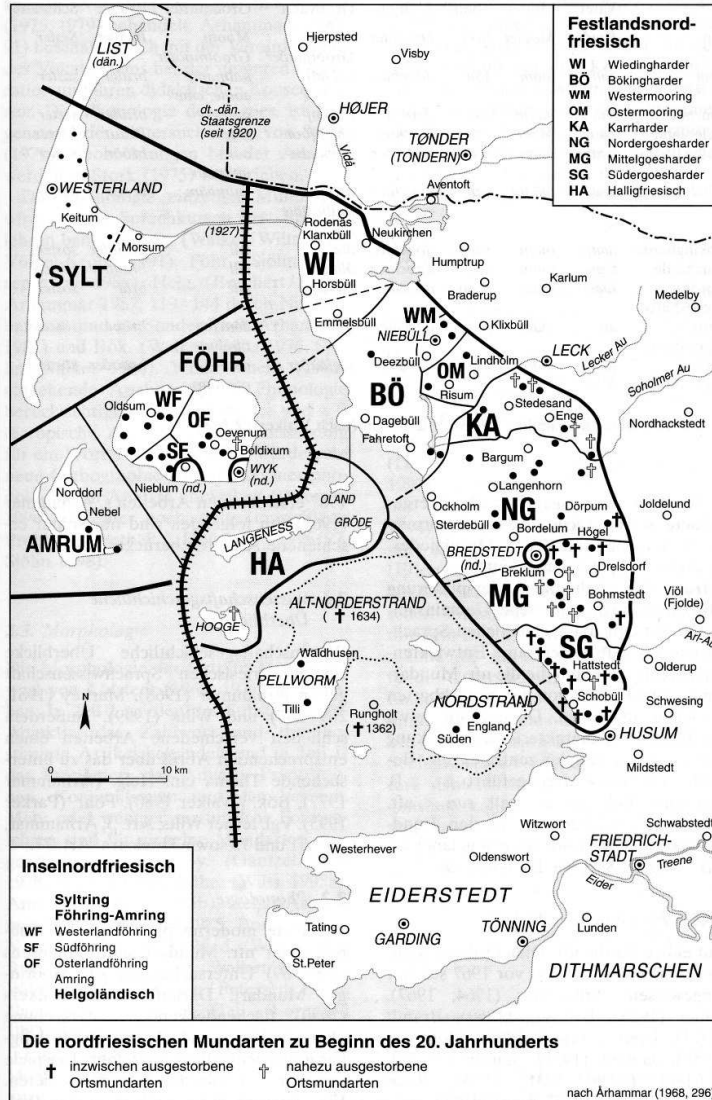 LIST
(dän.)
Hjerpsted
Visby
HØJER
dt.-dän.
Staatsgrenze
(seit 1920)
Vidå
TØNDER
(TONDERN)
Aventoft
WESTERLAND
Keitum
Morsum
(1927)
SYLT
Rodenäs
Klanxbüll
Neukirchen
WI
Horsbüll
Emmelsbüll
Humptrup
Braderup
Karlum
Medelby
WM
NIEBÜLL
Klixbüll
Deezbüll
OM
Lindholm
Risum
LECK
Lecker Au
Soholmer Au
FÖHR
WF
Oldsum
OF
Oevenum
SF
Boldixum
Nieblum (nd.)
WYK
(nd.)
BÖ
Dagebüll
Fahretoft
KA
Stedesand
Enge
Nordhackstedt
Bargum
Langenhorn
Norddorf
Nebel
AMRUM
OLAND
LANGENESS
GRÖDE
HA
HOOGE
Ockholm
Sterdebüll
NG
Dörpum
Bordelum
Högel
Joldelund
BREDSTEDT
(nd.)
Breklum
Drelsdorf
MG
Bohmstedt
Viöl
(Fjolde)
Arl-Au
ALT-NORDERSTRAND
( ✝ 1634)
Waldhusen
PELLWORM
Tilli
Rungholt
(✝ 1362)
NORDSTRAND
England
Süden
SG
Hattstedt
Schobüll
Olderup
Schwesing
HUSUM
Mildstedt
N
0 10 km
Witzwort
Schwabstedt
Westerhever
Oldenswort
FRIEDRICH-
STADT
Treene
Eider
EIDERSTEDT
Tating
GARDING
TÖNNING
Lunden
St.Peter
DITHMARSCHEN
Festlandsnord-
friesisch
WI Wiedingharder
BÖ Bökingharder
WM Westermooring
OM Ostermooring
KA Karrharder
NG Nordergoesharder
MG Mittelgoesharder
SG Südergoesharder
HA Halligfriesisch
Inselnordfriesisch
Syltring
Föhring-Amring
WF Westerlandföhring
SF Südföhring
OF Osterlandföhring
Amring
Helgoländisch
Die nordfriesischen Mundarten zu Beginn des 20. Jahrhunderts
✝ inzwischen ausgestorbene
Ortsmundarten
✞ nahezu ausgestorbene
Ortsmundarten
nach Århammar (1968, 296)